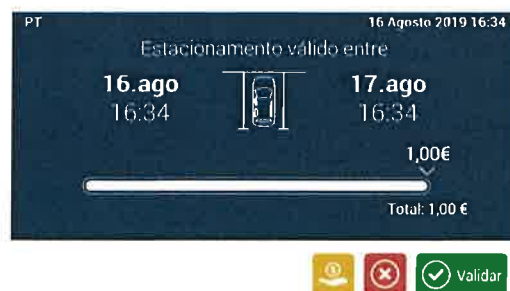 PT 16 Agosto 2019 16:34
Estacionamento válido entre
16.ago 17.ago
16:34 16:34
1,00€
Total: 1,00 €
Validar